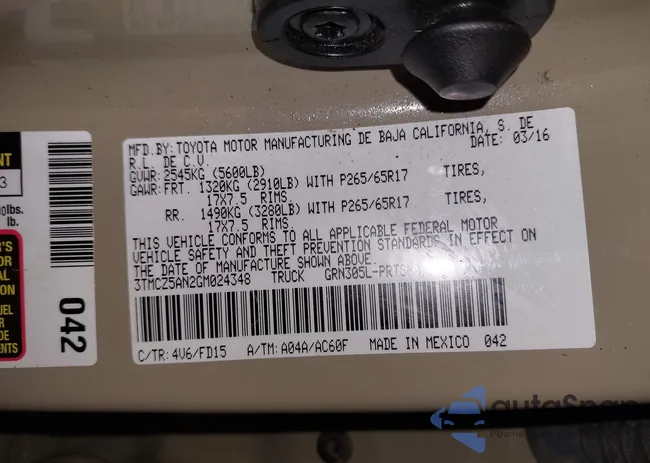 MFD.BY: TOYOTA MOTOR MANUFACTURING DE BAJA CALIFORNIA, S. DE
R.L. DE C.V. DATE: 03/16
GVWR: 2545KG (5600LB)
GAWR: FRT. 1320KG (2910LB) WITH P265/65R17 TIRES,
17X7.5 RIMS.
RR. 1490KG (3280LB) WITH P265/65R17 TIRES,
17X7.5 RIMS.
THIS VEHICLE CONFORMS TO ALL APPLICABLE FEDERAL MOTOR
VEHICLE SAFETY AND THEFT PREVENTION STANDARDS IN EFFECT ON
THE DATE OF MANUFACTURE SHOWN ABOVE.
3TMCZ5AN2GM024348 TRUCK
C/TR: 4V6/FD15 A/TM: A04A/AC60F MADE IN MEXICO 042
042
lb.